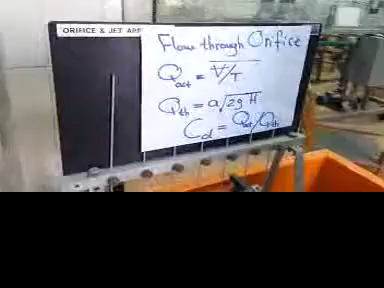 ORIFICE & JET APP
Flow through Orifice
Qact = V/T
Qth = a√2gH
Cd = Qact/Qth